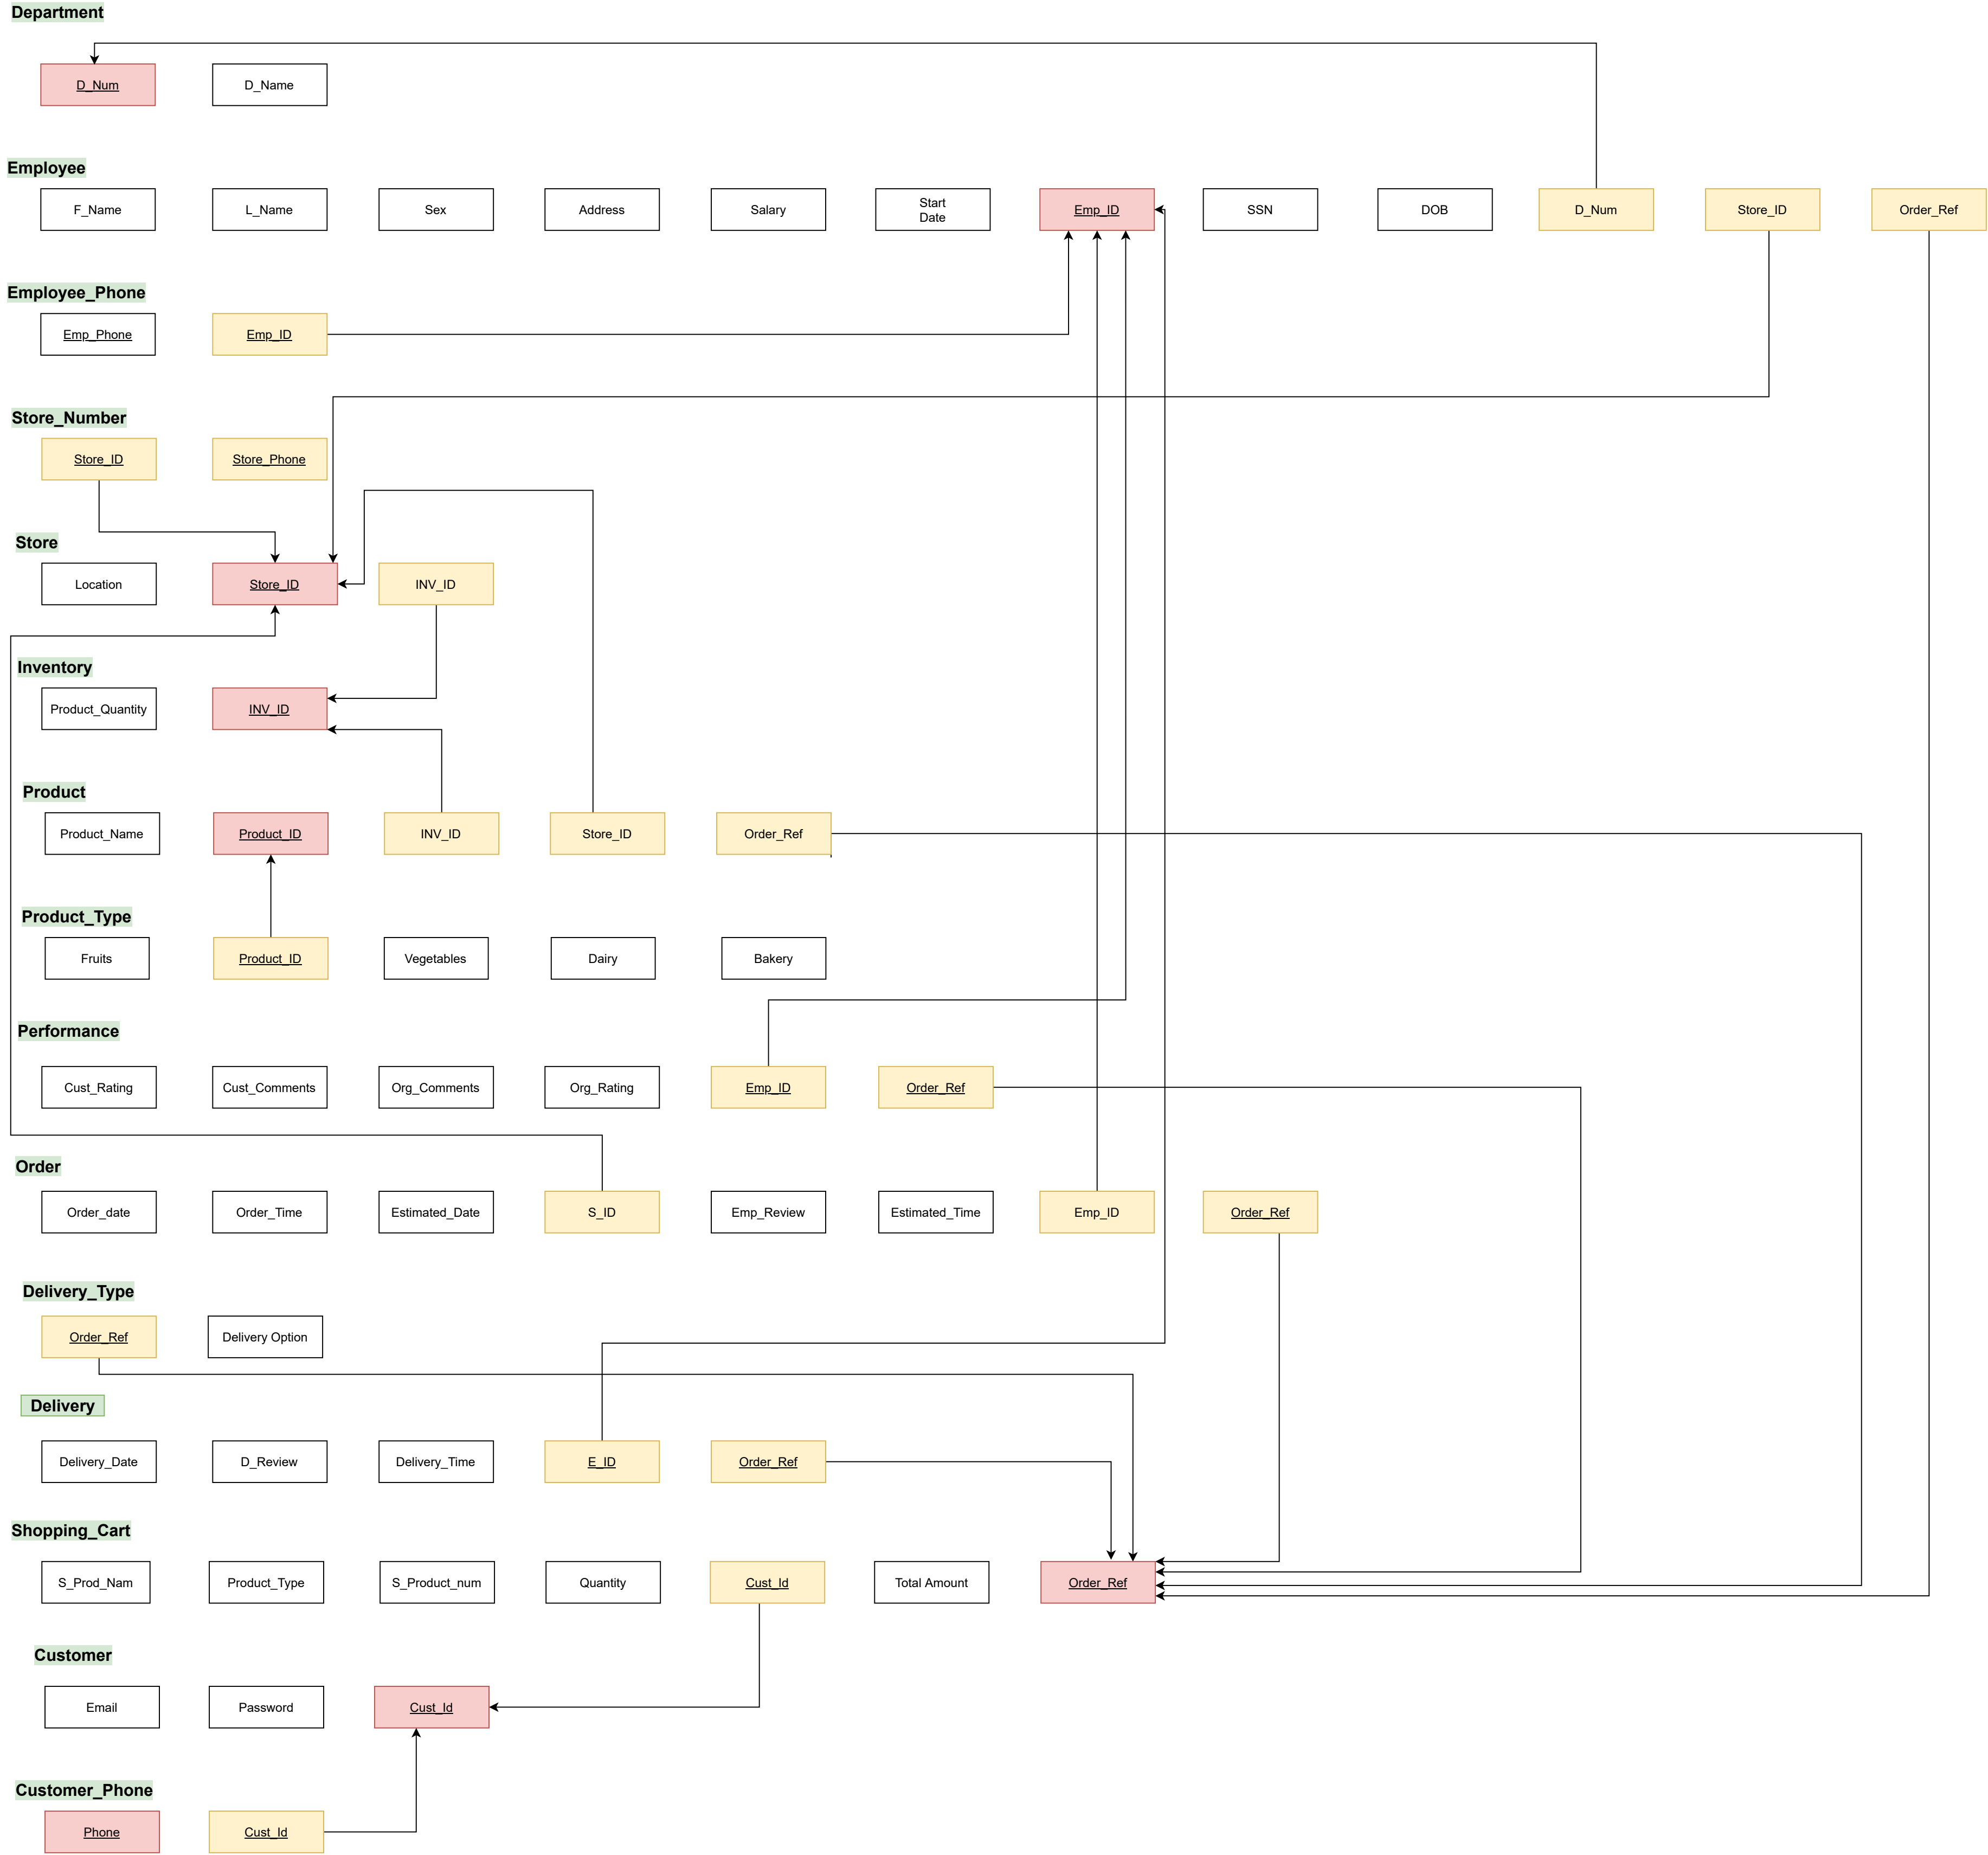 Department
D_Num
D_Name
Employee
F_Name
L_Name
Sex
Address
Salary
Start
Date
Emp_ID
SSN
DOB
D_Num
Store_ID
Order_Ref
Employee_Phone
Emp_Phone
Emp_ID
Store_Number
Store_ID
Store_Phone
Store
Location
Store_ID
INV_ID
Inventory
Product_Quantity
INV_ID
Product
Product_Name
Product_ID
INV_ID
Store_ID
Order_Ref
Product_Type
Fruits
Product_ID
Vegetables
Dairy
Bakery
Performance
Cust_Rating
Cust_Comments
Org_Comments
Org_Rating
Emp_ID
Order_Ref
Order
Order_date
Order_Time
Estimated_Date
S_ID
Emp_Review
Estimated_Time
Emp_ID
Order_Ref
Delivery_Type
Order_Ref
Delivery Option
Delivery
Delivery_Date
D_Review
Delivery_Time
E_ID
Order_Ref
Shopping_Cart
S_Prod_Nam
Product_Type
S_Product_num
Quantity
Cust_Id
Total Amount
Order_Ref
Customer
Email
Password
Cust_Id
Customer_Phone
Phone
Cust_Id